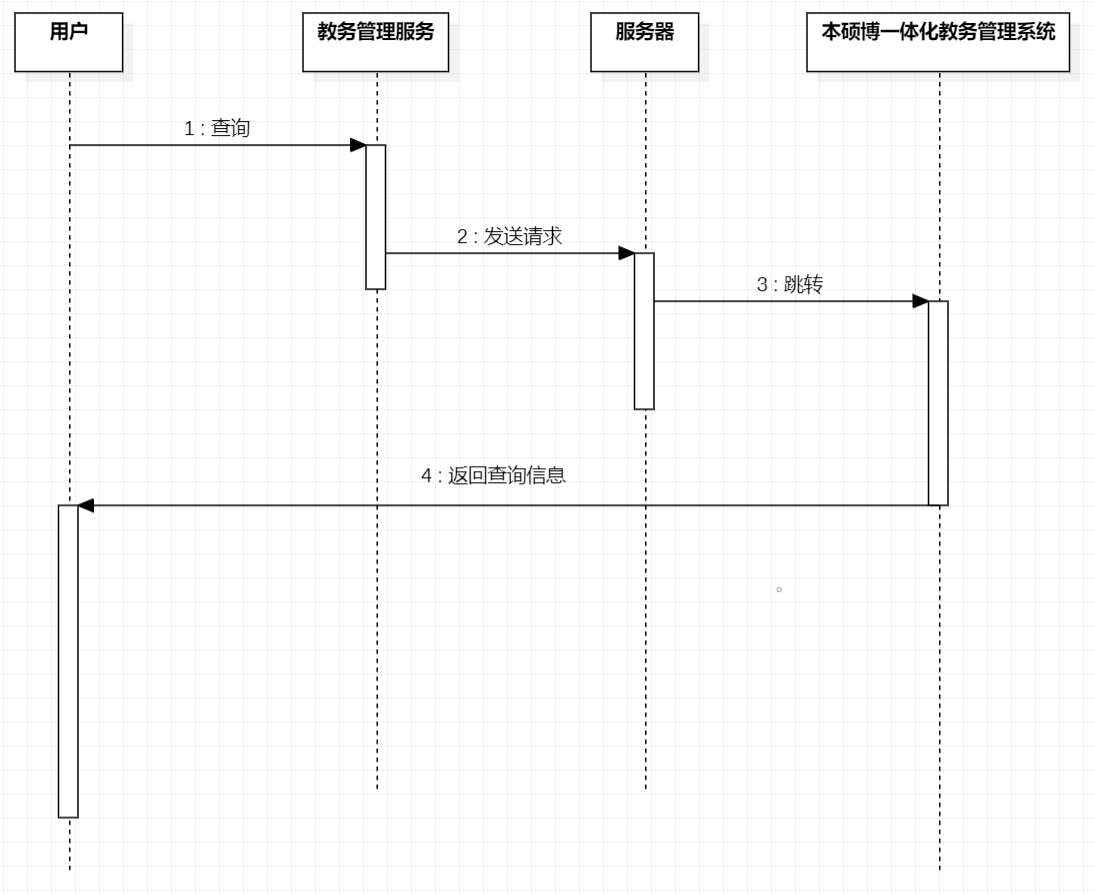 用户
教务管理服务
服务器
本硕博一体化教务管理系统
1 : 查询
2 : 发送请求
3 : 跳转
4 : 返回查询信息
。